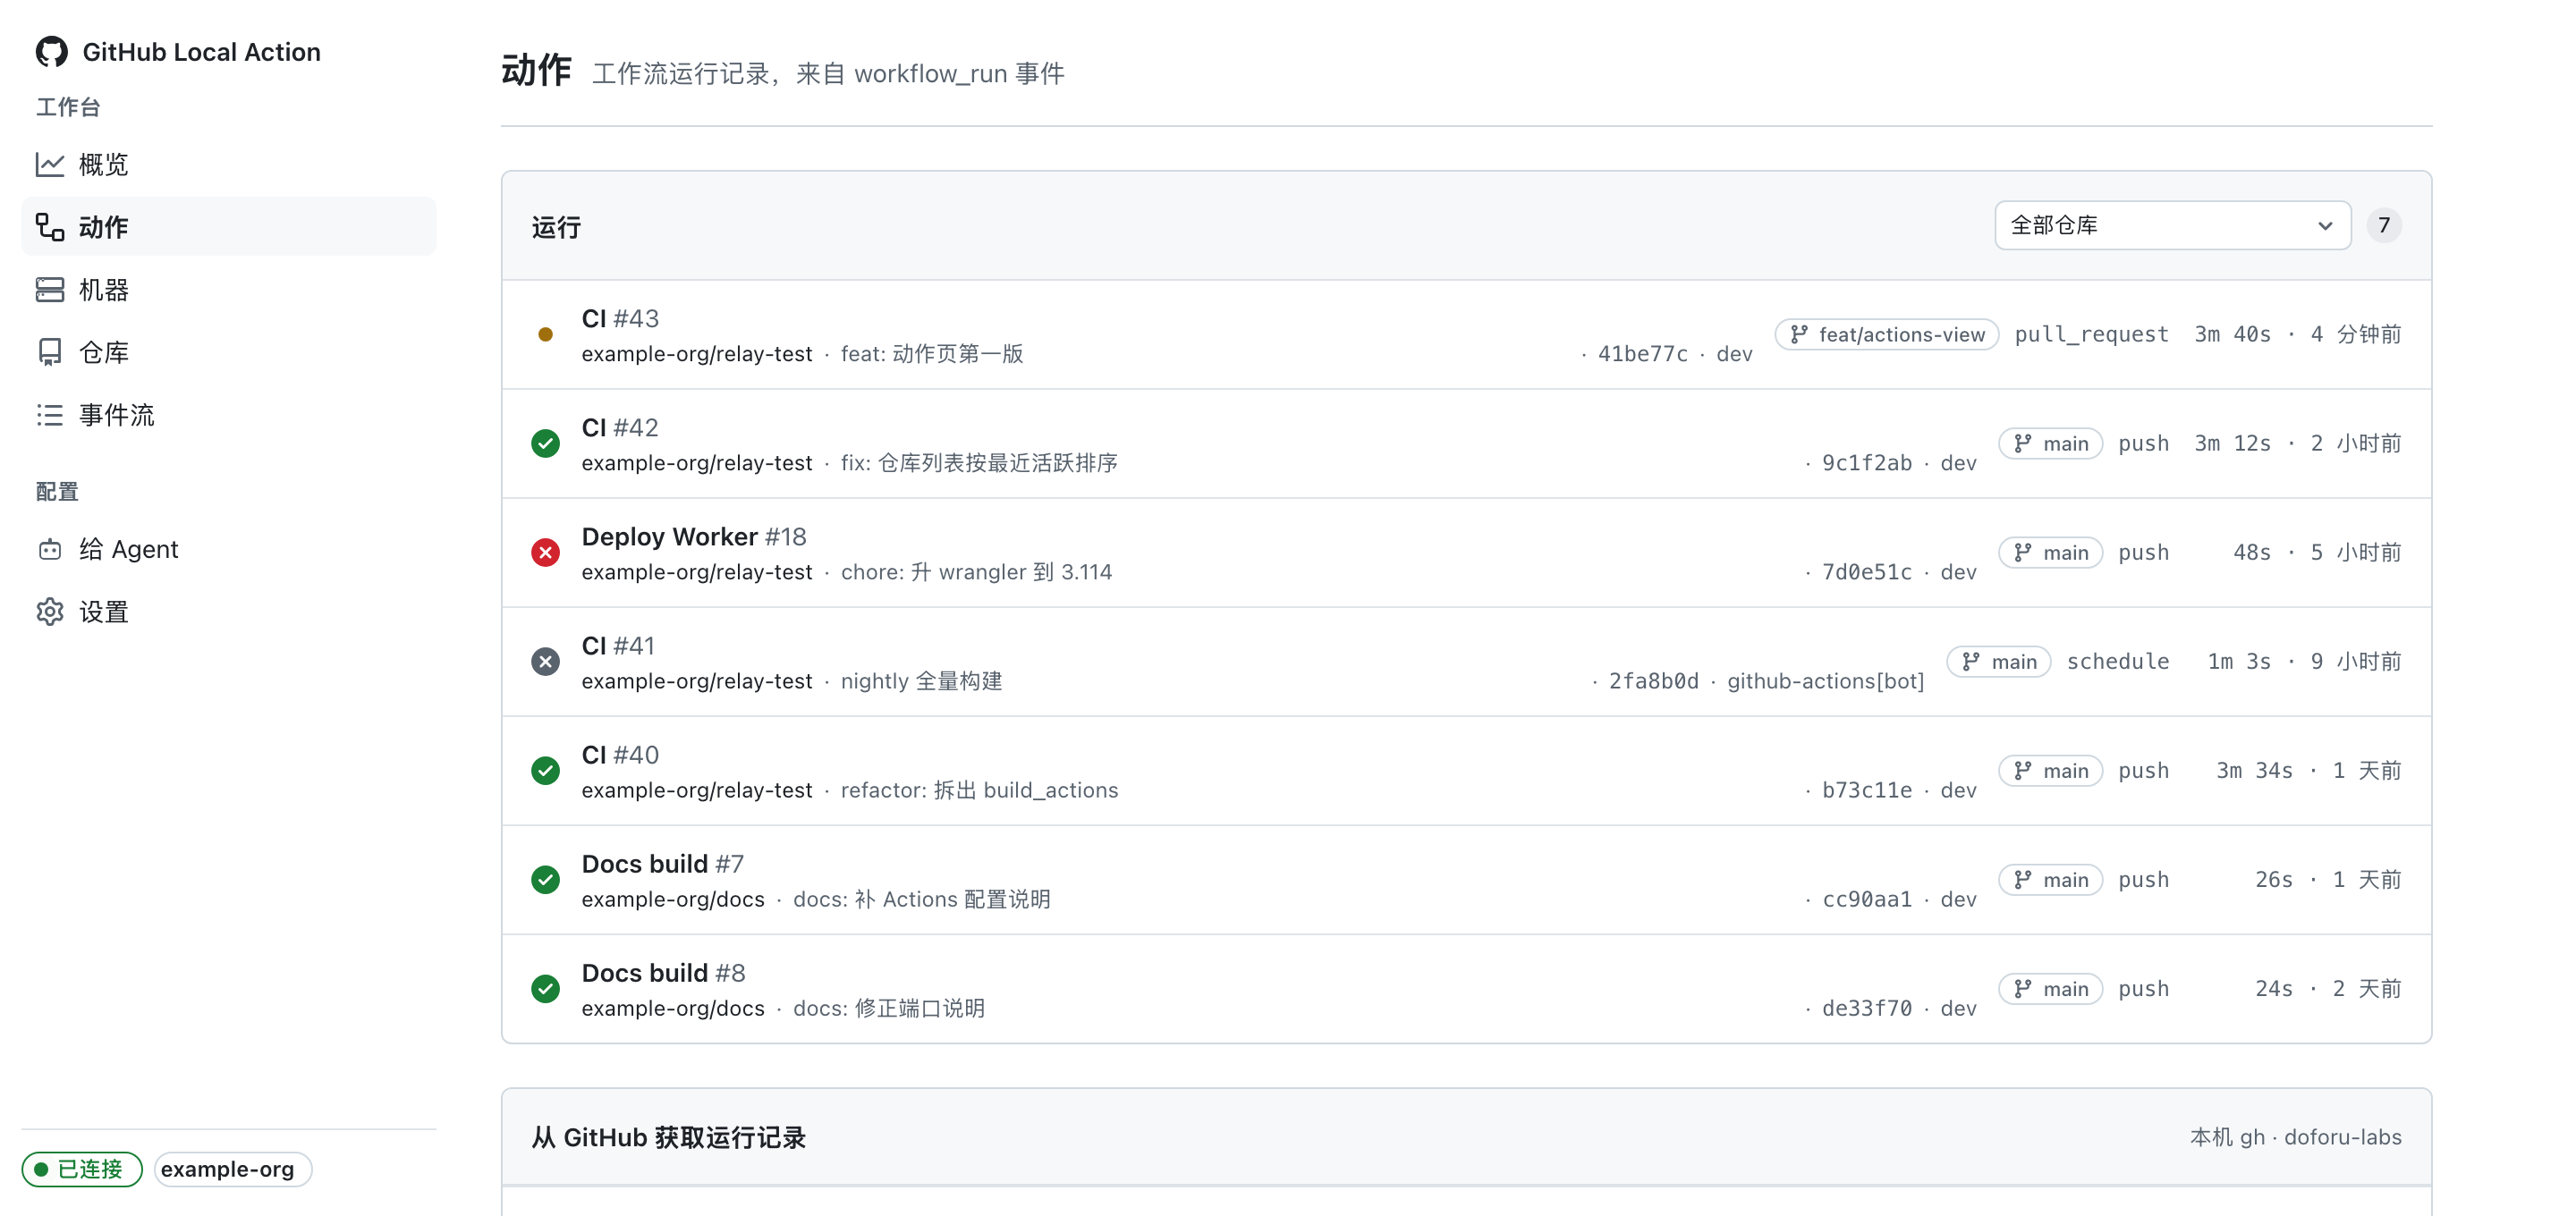 GitHub Local Action
工作台
概览
动作
机器
仓库
事件流
配置
给 Agent
设置
已连接
example-org
动作 工作流运行记录，来自 workflow_run 事件
运行
全部仓库
7
CI #43
example-org/relay-test · feat: 动作页第一版 · 41be77c · dev
feat/actions-view pull_request 3m 40s · 4 分钟前
CI #42
example-org/relay-test · fix: 仓库列表按最近活跃排序 · 9c1f2ab · dev
main push 3m 12s · 2 小时前
Deploy Worker #18
example-org/relay-test · chore: 升 wrangler 到 3.114 · 7d0e51c · dev
main push 48s · 5 小时前
CI #41
example-org/relay-test · nightly 全量构建 · 2fa8b0d · github-actions[bot]
main schedule 1m 3s · 9 小时前
CI #40
example-org/relay-test · refactor: 拆出 build_actions · b73c11e · dev
main push 3m 34s · 1 天前
Docs build #7
example-org/docs · docs: 补 Actions 配置说明 · cc90aa1 · dev
main push 26s · 1 天前
Docs build #8
example-org/docs · docs: 修正端口说明 · de33f70 · dev
main push 24s · 2 天前
从 GitHub 获取运行记录
本机 gh · doforu-labs